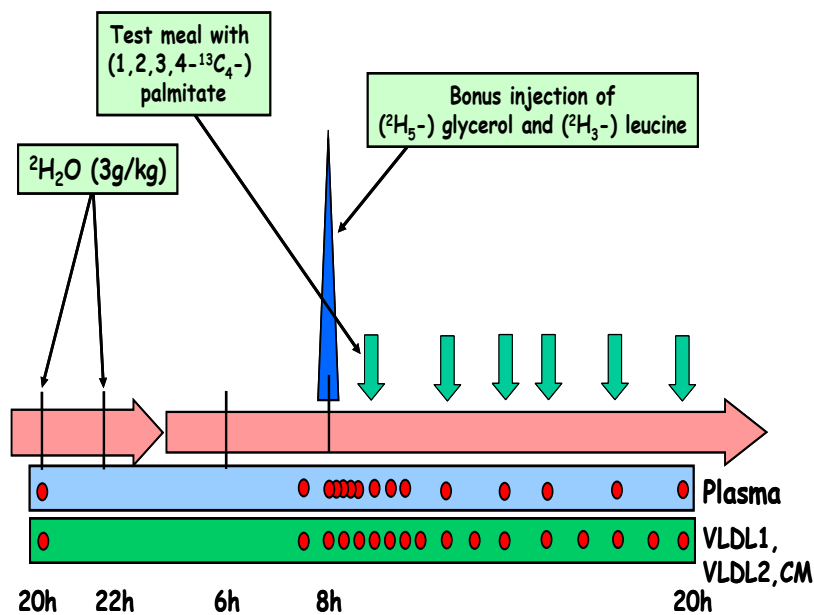 Test meal with
(1,2,3,4-¹³C₄-)
palmitate
Bonus injection of
(²H₅-) glycerol and (²H₃-) leucine
²H₂O (3g/kg)
Plasma
VLDL1,
VLDL2,CM
20h 22h 6h 8h 20h